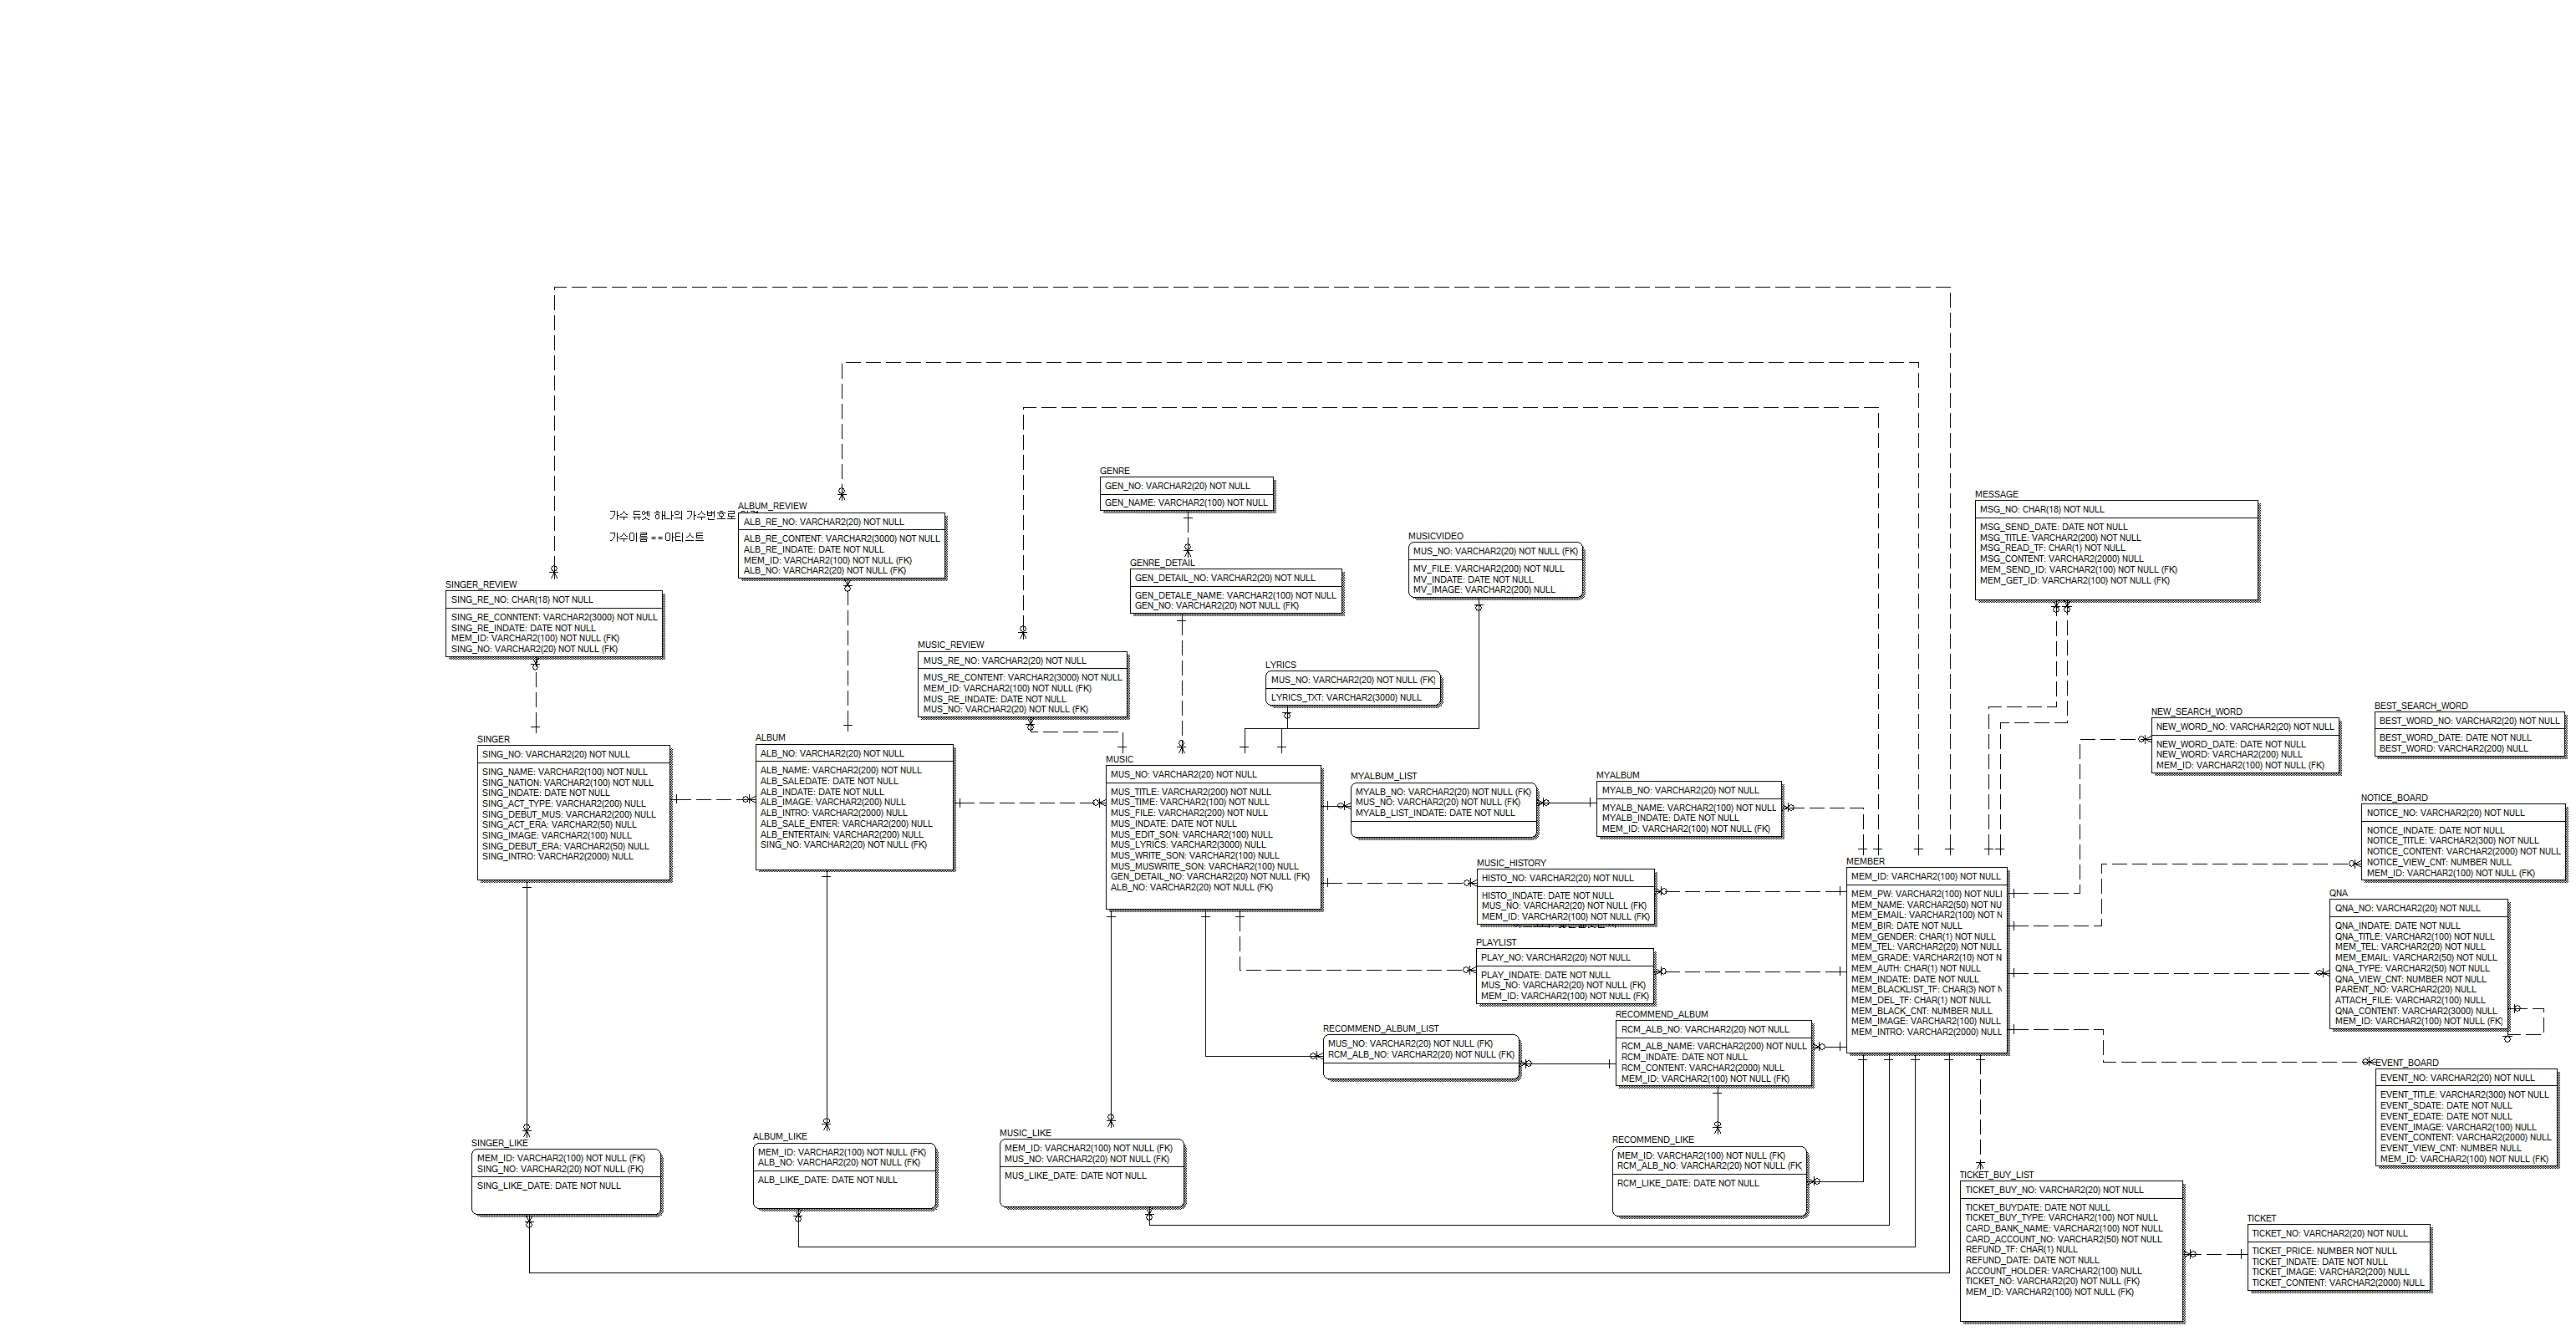 GENRE
GEN_NO: VARCHAR2(20) NOT NULL
GEN_NAME: VARCHAR2(100) NOT NULL
MESSAGE
MSG_NO: CHAR(18) NOT NULL
MSG_SEND_DATE: DATE NOT NULL
MSG_TITLE: VARCHAR2(200) NOT NULL
MSG_READ_TF: CHAR(1) NOT NULL
MSG_CONTENT: VARCHAR2(2000) NOT NULL
MEM_SEND_ID: VARCHAR2(100) NOT NULL (FK)
MEM_GET_ID: VARCHAR2(100) NOT NULL (FK)
가수 듀엣 하나의 가수번호로
가수이름 ==아티스트
ALBUM_REVIEW
ALB_RE_NO: VARCHAR2(20) NOT NULL
ALB_RE_CONTENT: VARCHAR2(3000) NOT NULL
ALB_RE_INDATE: DATE NOT NULL
MEM_ID: VARCHAR2(100) NOT NULL (FK)
ALB_NO: VARCHAR2(20) NOT NULL (FK)
MUSICVIDEO
MUS_NO: VARCHAR2(20) NOT NULL (FK)
MV_FILE: VARCHAR2(200) NOT NULL
MV_INDATE: DATE NOT NULL
MV_IMAGE: VARCHAR2(200) NULL
GENRE_DETAIL
GEN_DETAIL_NO: VARCHAR2(20) NOT NULL
GEN_DETALE_NAME: VARCHAR2(100) NOT NULL
GEN_NO: VARCHAR2(20) NOT NULL (FK)
SINGER_REVIEW
SING_RE_NO: CHAR(18) NOT NULL
SING_RE_CONNTENT: VARCHAR2(3000) NOT NULL
SING_RE_INDATE: DATE NOT NULL
MEM_ID: VARCHAR2(100) NOT NULL (FK)
SING_NO: VARCHAR2(20) NOT NULL (FK)
MUSIC_REVIEW
MUS_RE_NO: VARCHAR2(20) NOT NULL
MUS_RE_CONTENT: VARCHAR2(3000) NOT NULL
MEM_ID: VARCHAR2(100) NOT NULL (FK)
MUS_RE_INDATE: DATE NOT NULL
MUS_NO: VARCHAR2(20) NOT NULL (FK)
LYRICS
MUS_NO: VARCHAR2(20) NOT NULL (FK)
LYRICS_TXT: VARCHAR2(3000) NULL
NEW_SEARCH_WORD
NEW_WORD_NO: VARCHAR2(20) NOT NULL
NEW_WORD_DATE: DATE NOT NULL
NEW_WORD: VARCHAR2(200) NULL
MEM_ID: VARCHAR2(100) NOT NULL (FK)
BEST_SEARCH_WORD
BEST_WORD_NO: VARCHAR2(20) NOT NULL
BEST_WORD_DATE: DATE NOT NULL
BEST_WORD: VARCHAR2(200) NULL
SINGER
SING_NO: VARCHAR2(20) NOT NULL
SING_NAME: VARCHAR2(100) NOT NULL
SING_NATION: VARCHAR2(100) NOT NULL
SING_INDATE: DATE NOT NULL
SING_ACT_TYPE: VARCHAR2(200) NULL
SING_DEBUT_MUS: VARCHAR2(200) NULL
SING_ACT_ERA: VARCHAR2(50) NULL
SING_IMAGE: VARCHAR2(100) NULL
SING_DEBUT_ERA: VARCHAR2(50) NULL
SING_INTRO: VARCHAR2(2000) NULL
ALBUM
ALB_NO: VARCHAR2(20) NOT NULL
ALB_NAME: VARCHAR2(200) NOT NULL
ALB_SALEDATE: DATE NOT NULL
ALB_INDATE: DATE NOT NULL
ALB_IMAGE: VARCHAR2(200) NULL
ALB_INTRO: VARCHAR2(2000) NULL
ALB_SALE_ENTER: VARCHAR2(200) NULL
ALB_ENTERTAIN: VARCHAR2(200) NULL
SING_NO: VARCHAR2(20) NOT NULL (FK)
MUSIC
MUS_NO: VARCHAR2(20) NOT NULL
MUS_TITLE: VARCHAR2(200) NOT NULL
MUS_TIME: VARCHAR2(100) NOT NULL
MUS_FILE: VARCHAR2(200) NOT NULL
MUS_INDATE: DATE NOT NULL
MUS_EDIT_SON: VARCHAR2(100) NULL
MUS_LYRICS: VARCHAR2(3000) NULL
MUS_WRITE_SON: VARCHAR2(100) NULL
MUS_MUSWRITE_SON: VARCHAR2(100) NULL
GEN_DETAIL_NO: VARCHAR2(20) NOT NULL (FK)
ALB_NO: VARCHAR2(20) NOT NULL (FK)
MYALBUM_LIST
MYALB_NO: VARCHAR2(20) NOT NULL (FK)
MUS_NO: VARCHAR2(20) NOT NULL (FK)
MYALB_LIST_INDATE: DATE NOT NULL
MYALBUM
MYALB_NO: VARCHAR2(20) NOT NULL
MYALB_NAME: VARCHAR2(100) NOT NULL
MYALB_INDATE: DATE NOT NULL
MEM_ID: VARCHAR2(100) NOT NULL (FK)
NOTICE_BOARD
NOTICE_NO: VARCHAR2(20) NOT NULL
NOTICE_INDATE: DATE NOT NULL
NOTICE_TITLE: VARCHAR2(300) NOT NULL
NOTICE_CONTENT: VARCHAR2(2000) NOT NULL
NOTICE_VIEW_CNT: NUMBER NULL
MEM_ID: VARCHAR2(100) NOT NULL (FK)
MUSIC_HISTORY
HISTO_NO: VARCHAR2(20) NOT NULL
HISTO_INDATE: DATE NOT NULL
MUS_NO: VARCHAR2(20) NOT NULL (FK)
MEM_ID: VARCHAR2(100) NOT NULL (FK)
MEMBER
MEM_ID: VARCHAR2(100) NOT NULL
MEM_PW: VARCHAR2(100) NOT NULL
MEM_NAME: VARCHAR2(50) NOT NU
MEM_EMAIL: VARCHAR2(100) NOT N
MEM_BIR: DATE NOT NULL
MEM_GENDER: CHAR(1) NOT NULL
MEM_TEL: VARCHAR2(20) NOT NULL
MEM_GRADE: VARCHAR2(10) NOT N
MEM_AUTH: CHAR(1) NOT NULL
MEM_INDATE: DATE NOT NULL
MEM_BLACKLIST_TF: CHAR(3) NOT N
MEM_DEL_TF: CHAR(1) NOT NULL
MEM_BLACK_CNT: NUMBER NULL
MEM_IMAGE: VARCHAR2(100) NULL
MEM_INTRO: VARCHAR2(2000) NULL
QNA
QNA_NO: VARCHAR2(20) NOT NULL
QNA_INDATE: DATE NOT NULL
QNA_TITLE: VARCHAR2(100) NOT NULL
MEM_TEL: VARCHAR2(20) NOT NULL
MEM_EMAIL: VARCHAR2(50) NOT NULL
QNA_TYPE: VARCHAR2(50) NOT NULL
QNA_VIEW_CNT: NUMBER NOT NULL
PARENT_NO: VARCHAR2(20) NULL
ATTACH_FILE: VARCHAR2(100) NULL
QNA_CONTENT: VARCHAR2(3000) NULL
MEM_ID: VARCHAR2(100) NOT NULL (FK)
PLAYLIST
PLAY_NO: VARCHAR2(20) NOT NULL
PLAY_INDATE: DATE NOT NULL
MUS_NO: VARCHAR2(20) NOT NULL (FK)
MEM_ID: VARCHAR2(100) NOT NULL (FK)
RECOMMEND_ALBUM_LIST
MUS_NO: VARCHAR2(20) NOT NULL (FK)
RCM_ALB_NO: VARCHAR2(20) NOT NULL (FK)
RECOMMEND_ALBUM
RCM_ALB_NO: VARCHAR2(20) NOT NULL
RCM_ALB_NAME: VARCHAR2(200) NOT NULL
RCM_INDATE: DATE NOT NULL
RCM_CONTENT: VARCHAR2(2000) NULL
MEM_ID: VARCHAR2(100) NOT NULL (FK)
EVENT_BOARD
EVENT_NO: VARCHAR2(20) NOT NULL
EVENT_TITLE: VARCHAR2(300) NOT NULL
EVENT_SDATE: DATE NOT NULL
EVENT_EDATE: DATE NOT NULL
EVENT_IMAGE: VARCHAR2(100) NULL
EVENT_CONTENT: VARCHAR2(2000) NULL
EVENT_VIEW_CNT: NUMBER NULL
MEM_ID: VARCHAR2(100) NOT NULL (FK)
SINGER_LIKE
MEM_ID: VARCHAR2(100) NOT NULL (FK)
SING_NO: VARCHAR2(20) NOT NULL (FK)
SING_LIKE_DATE: DATE NOT NULL
ALBUM_LIKE
MEM_ID: VARCHAR2(100) NOT NULL (FK)
ALB_NO: VARCHAR2(20) NOT NULL (FK)
ALB_LIKE_DATE: DATE NOT NULL
MUSIC_LIKE
MEM_ID: VARCHAR2(100) NOT NULL (FK)
MUS_NO: VARCHAR2(20) NOT NULL (FK)
MUS_LIKE_DATE: DATE NOT NULL
RECOMMEND_LIKE
MEM_ID: VARCHAR2(100) NOT NULL (FK)
RCM_ALB_NO: VARCHAR2(20) NOT NULL (FK
RCM_LIKE_DATE: DATE NOT NULL
TICKET_BUY_LIST
TICKET_BUY_NO: VARCHAR2(20) NOT NULL
TICKET_BUYDATE: DATE NOT NULL
TICKET_BUY_TYPE: VARCHAR2(100) NOT NULL
CARD_BANK_NAME: VARCHAR2(100) NOT NULL
CARD_ACCOUNT_NO: VARCHAR2(50) NOT NULL
REFUND_TF: CHAR(1) NULL
REFUND_DATE: DATE NOT NULL
ACCOUNT_HOLDER: VARCHAR2(100) NULL
TICKET_NO: VARCHAR2(20) NOT NULL (FK)
MEM_ID: VARCHAR2(100) NOT NULL (FK)
TICKET
TICKET_NO: VARCHAR2(20) NOT NULL
TICKET_PRICE: NUMBER NOT NULL
TICKET_INDATE: DATE NOT NULL
TICKET_IMAGE: VARCHAR2(200) NULL
TICKET_CONTENT: VARCHAR2(2000) NULL